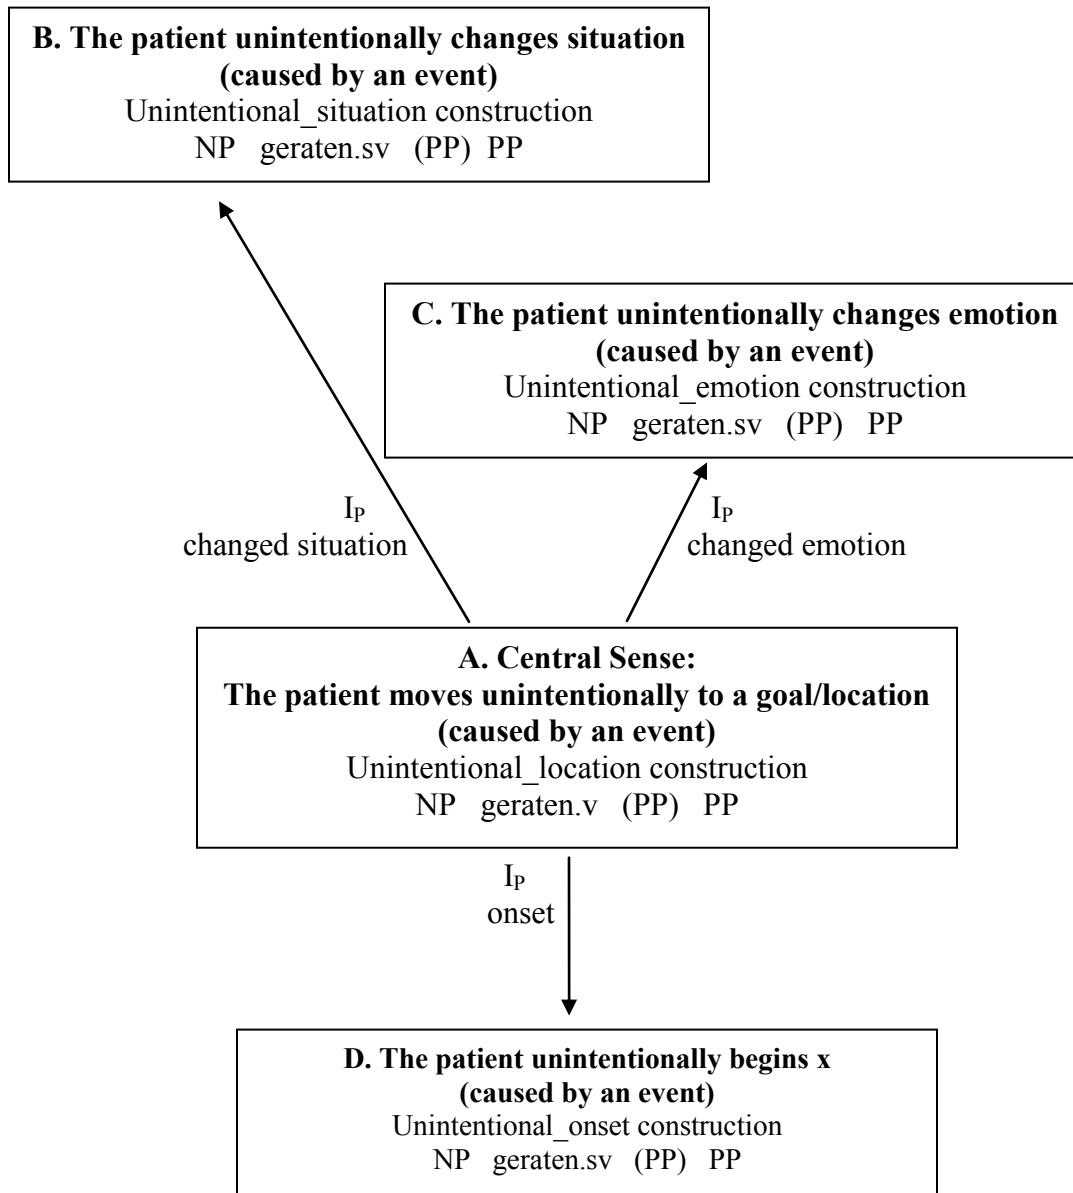 B. The patient unintentionally changes situation
(caused by an event)
Unintentional_situation construction
NP geraten.sv (PP) PP
C. The patient unintentionally changes emotion
(caused by an event)
Unintentional_emotion construction
NP geraten.sv (PP) PP
I_P
changed situation
I_P
changed emotion
A. Central Sense:
The patient moves unintentionally to a goal/location
(caused by an event)
Unintentional_location construction
NP geraten.v (PP) PP
I_P
onset
D. The patient unintentionally begins x
(caused by an event)
Unintentional_onset construction
NP geraten.sv (PP) PP